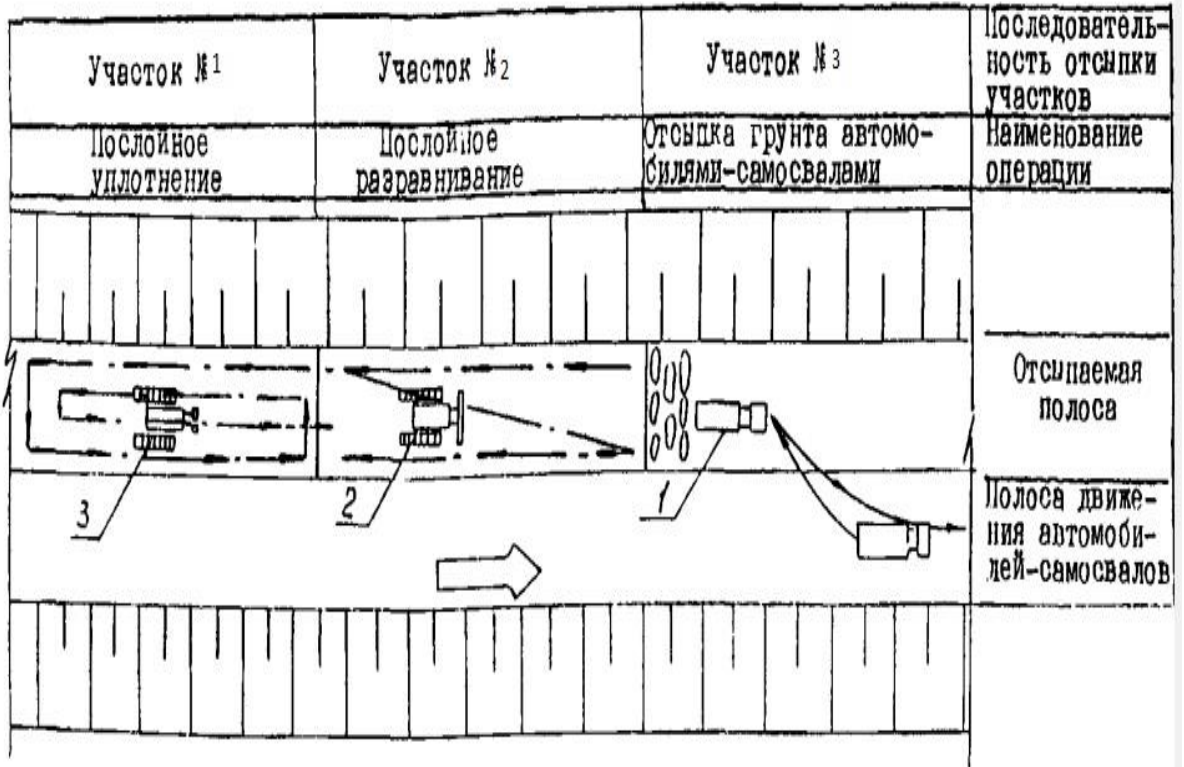 Участок №1
Участок №2
Участок №3
Последователь-
ность отсыпки
участков
Послойное
уплотнение
Послойное
разравнивание
Отсыпка грунта автомо-
билями-самосвалами
Наименование
операции
Отсыпаемая
полоса
3
2
1
Полоса движе-
ния автомоби-
лей-самосвалов